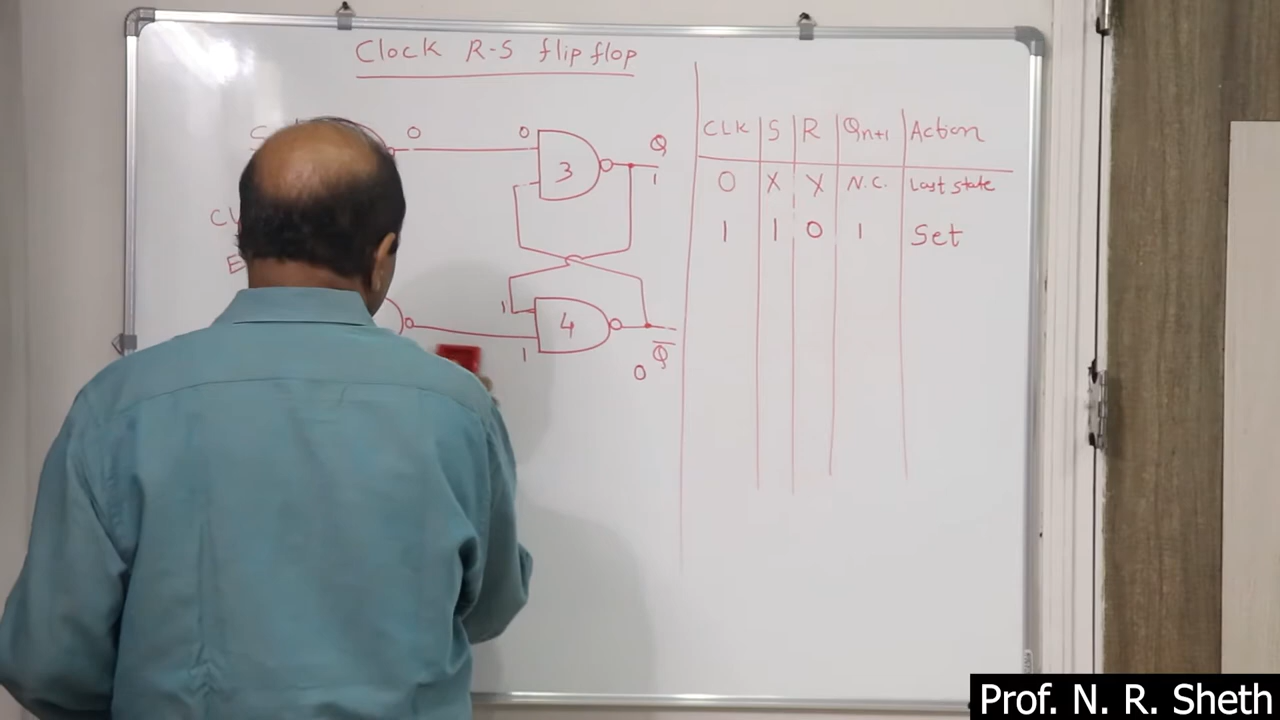 Clock R-S flip flop
0
0
3
Q
1
1
4
1
Q̅
0
CLK S R Qn+1 Action
0 X X N.C. Last state
1 1 0 1 Set
Prof. N. R. Sheth